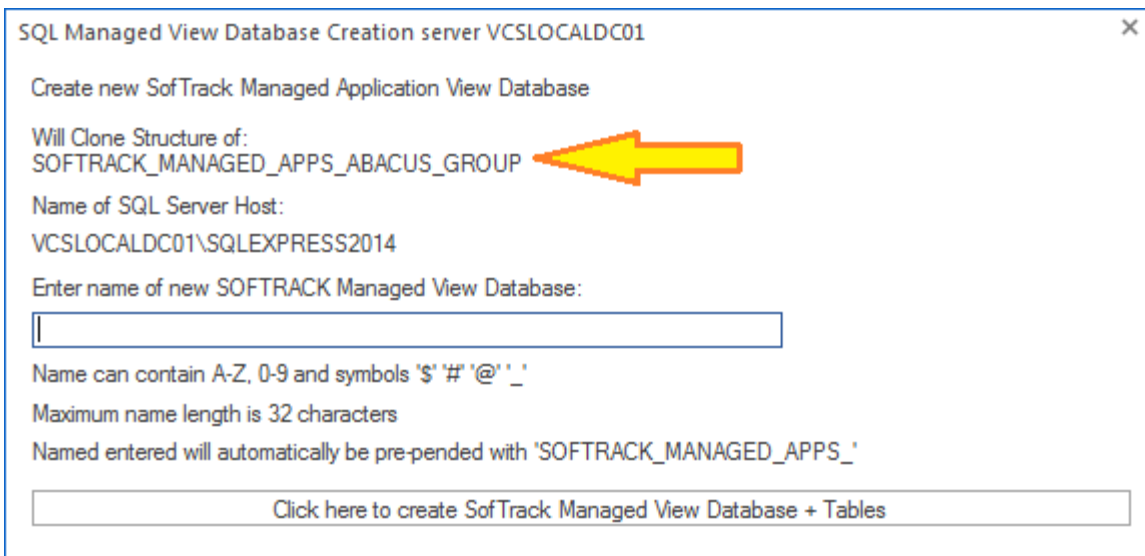 SQL Managed View Database Creation server VCSLOCALDC01
Create new SofTrack Managed Application View Database
Will Clone Structure of:
SOFTRACK_MANAGED_APPS_ABACUS_GROUP
Name of SQL Server Host:
VCSLOCALDC01\SQLEXPRESS2014
Enter name of new SOFTRACK Managed View Database:
Name can contain A-Z, 0-9 and symbols '$' '#' '@' '_'
Maximum name length is 32 characters
Named entered will automatically be pre-pended with 'SOFTRACK_MANAGED_APPS_'
Click here to create SofTrack Managed View Database + Tables